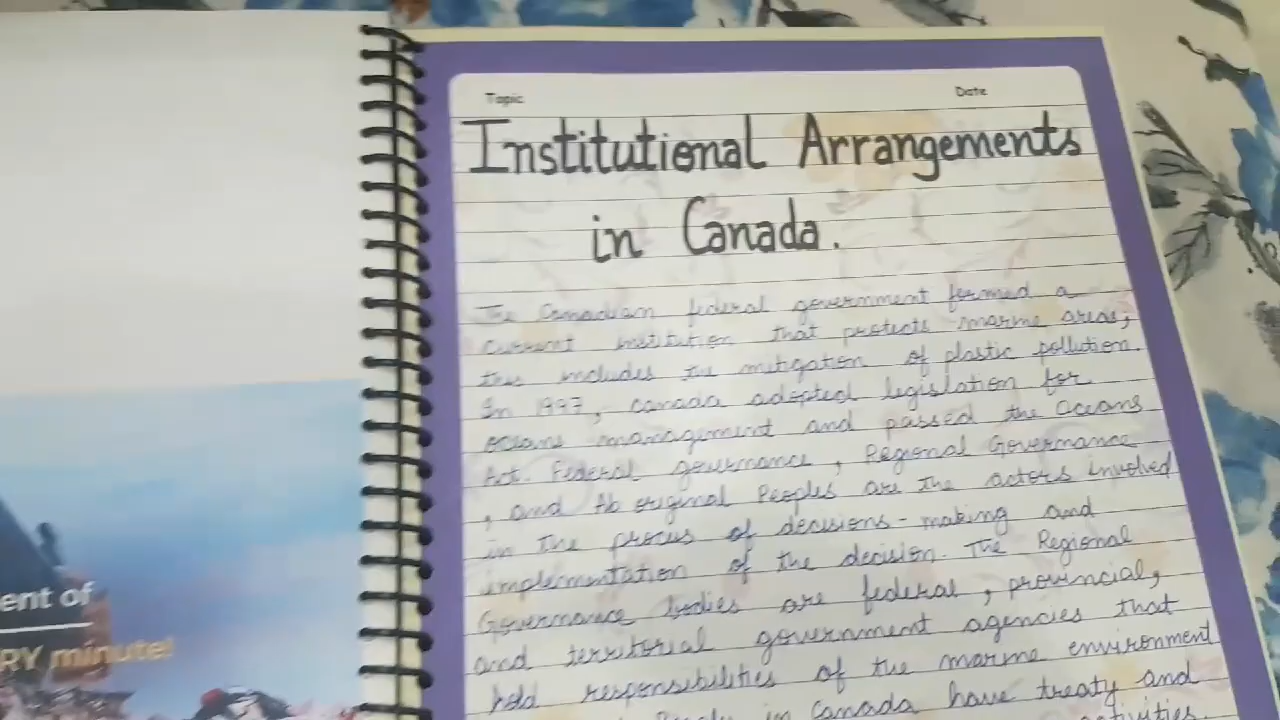 ent of
RY minute!
Topic Date
Institutional Arrangements
in Canada.
The Canadian federal government formed a
current institution that protects marine areas,
this includes the mitigation of plastic pollution.
In 1997, Canada adopted legislation for
oceans management and passed the Oceans
Act. Federal governance, Regional Governance
, and Ab original Peoples are the actors involved
in the process of decisions-making and
implementation of the decision. The Regional
Governance bodies are federal, provincial,
and territorial government agencies that
hold responsibilities of the marine environment
in Canada have treaty and